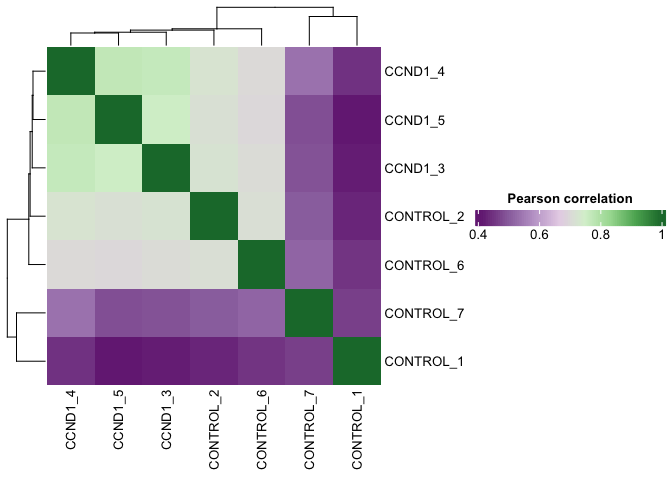 CCND1_4
CCND1_5
CCND1_3
CONTROL_2
CONTROL_6
CONTROL_7
CONTROL_1
Pearson correlation
0.4 0.6 0.8 1
CCND1_4
CCND1_5
CCND1_3
CONTROL_2
CONTROL_6
CONTROL_7
CONTROL_1